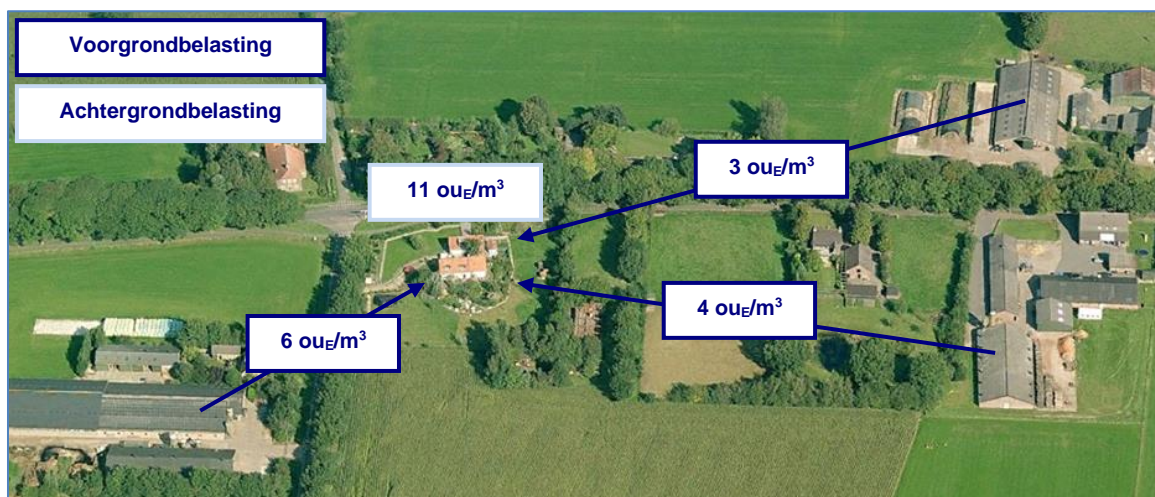 Voorgrondbelasting
Achtergrondbelasting
3 ouE/m³
11 ouE/m³
4 ouE/m³
6 ouE/m³